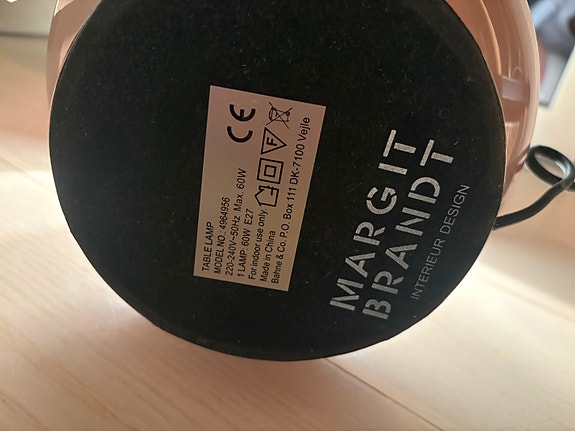 TABLE LAMP
MODEL NO.: 4964956
220-240V~50Hz Max. 60W
1 LAMP: 60W E27
For indoor use only.
Made in China
Bahne & Co. P.O. Box 111 DK-7100 Vejle
CE
F
MARGIT
BRANDT
INTERIEUR DESIGN